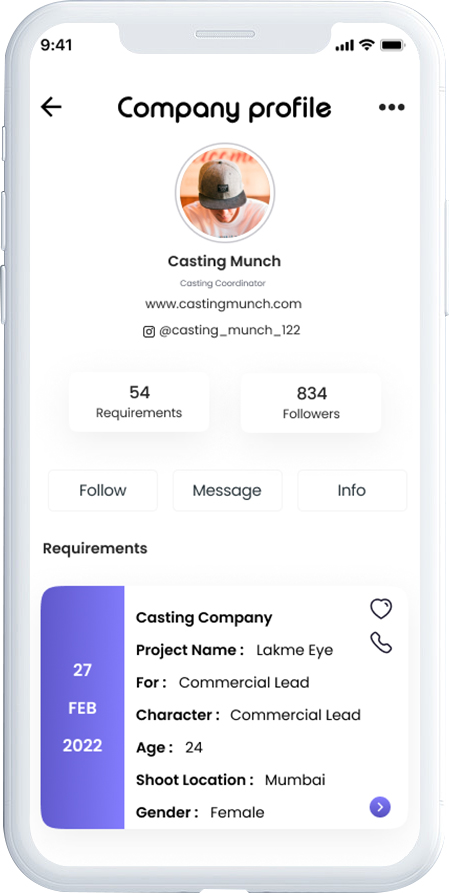 9:41
Company profile
Casting Munch
Casting Coordinator
www.castingmunch.com
@casting_munch_122
54
Requirements
834
Followers
Follow
Message
Info
Requirements
27
FEB
2022
Casting Company
Project Name : Lakme Eye
For : Commercial Lead
Character : Commercial Lead
Age : 24
Shoot Location : Mumbai
Gender : Female